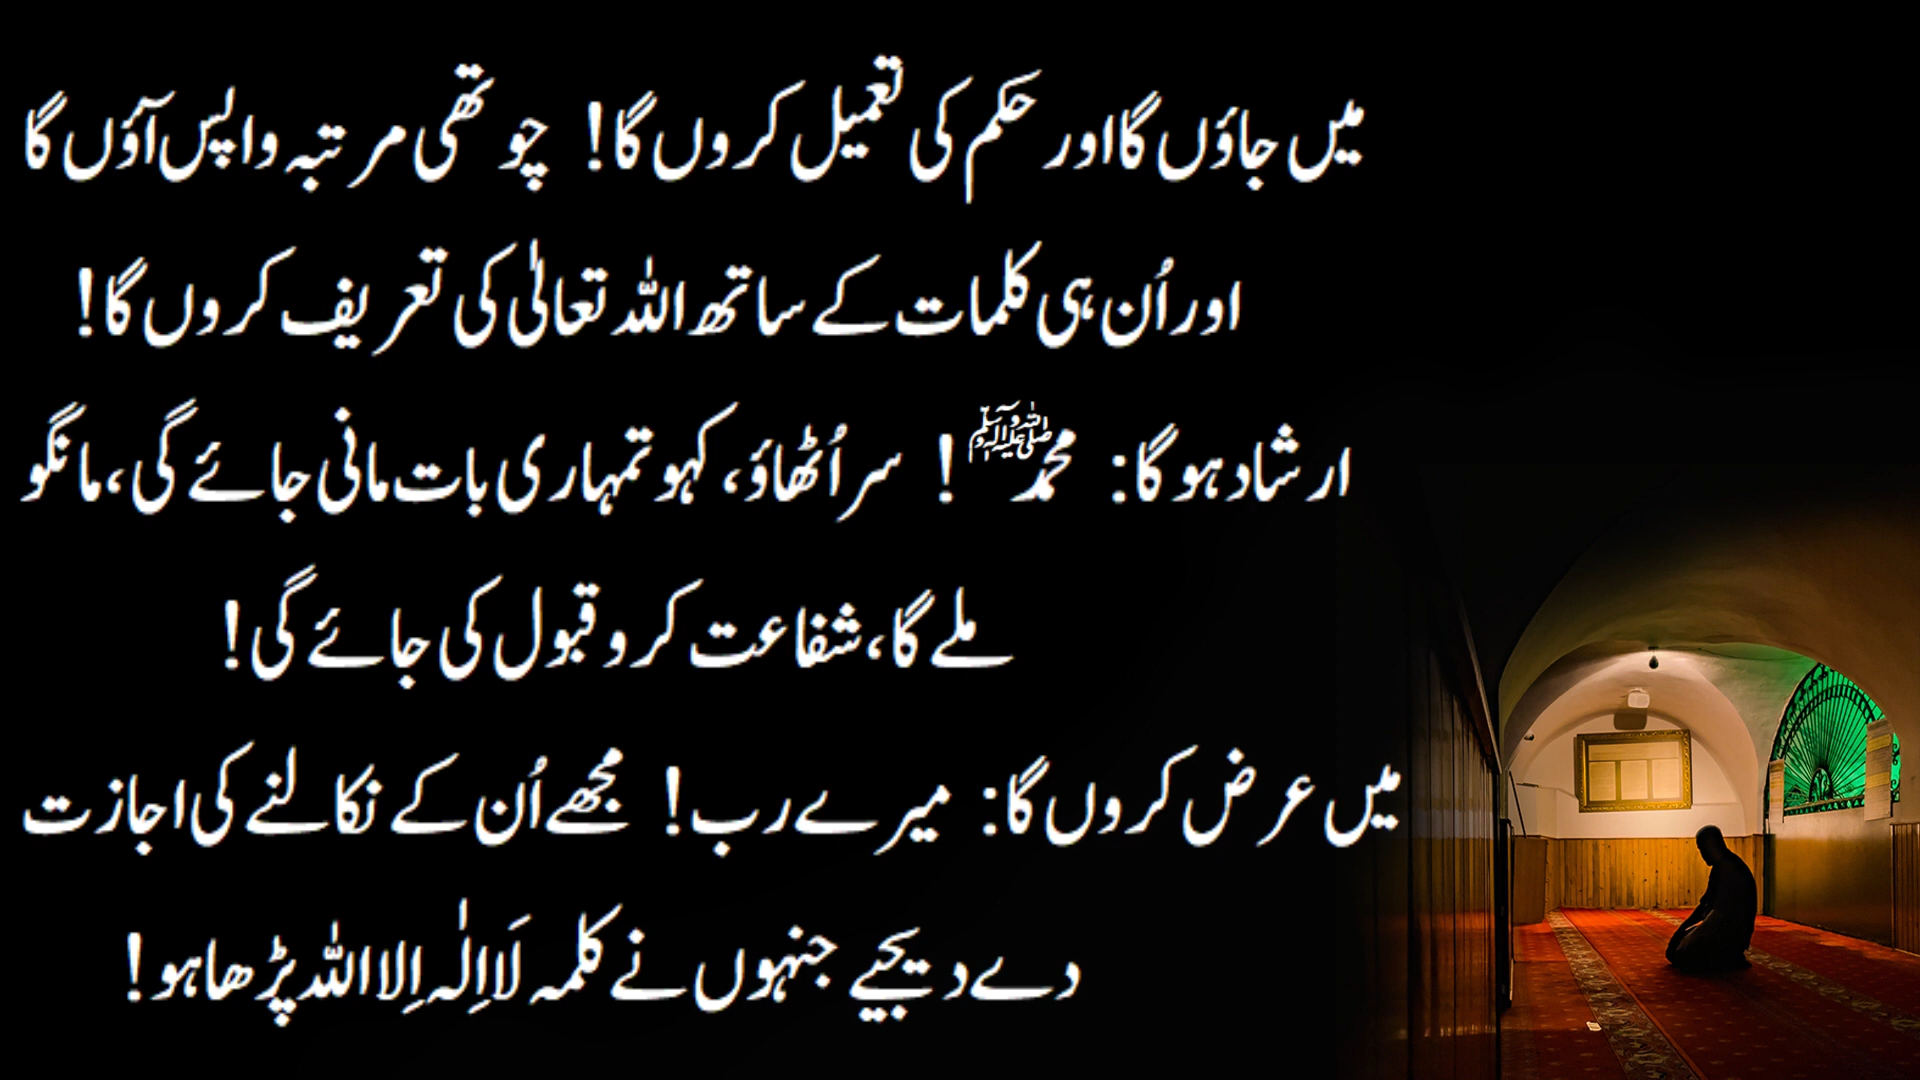 میں جاؤں گا اور حکم کی تعمیل کروں گا! چوتھی مرتبہ واپس آؤں گا
اور اُن ہی کلمات کے ساتھ اللہ تعالیٰ کی تعریف کروں گا!
ارشاد ہو گا: محمد ﷺ! سر اُٹھاؤ، کہو تمہاری بات مانی جائے گی، مانگو
ملے گا، شفاعت کرو قبول کی جائے گی!
میں عرض کروں گا: میرے رب! مجھے اُن کے نکالنے کی اجازت
دے دیجیے جنہوں نے کلمہ لَا اِلٰہ اِلا اللہ پڑھا ہو!